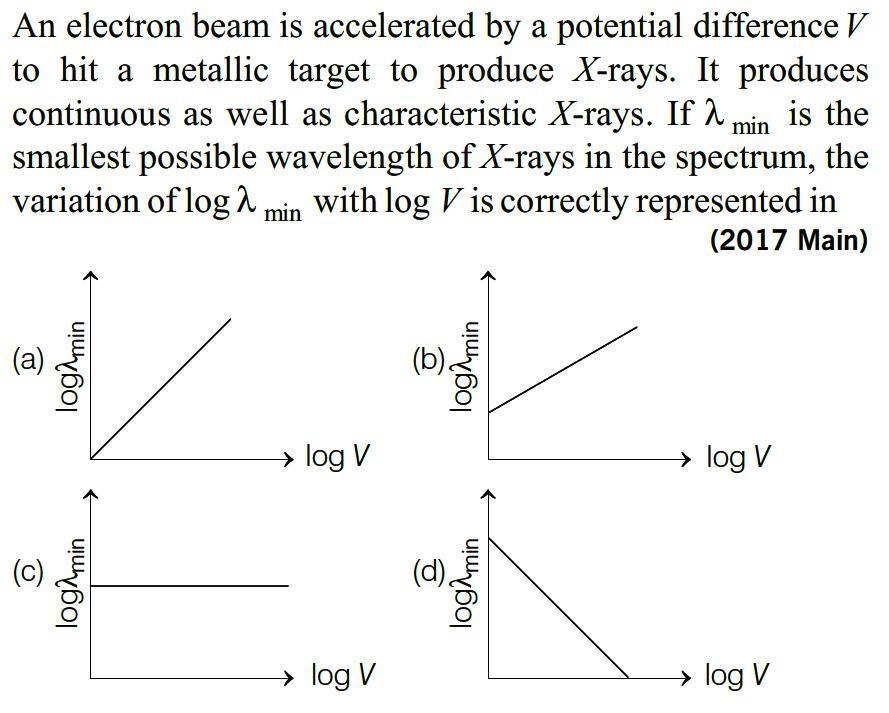 An electron beam is accelerated by a potential difference V
to hit a metallic target to produce X-rays. It produces
continuous as well as characteristic X-rays. If λ min is the
smallest possible wavelength of X-rays in the spectrum, the
variation of log λ min with log V is correctly represented in
(2017 Main)
(a)
logλmin
log V
(b)
logλmin
log V
(c)
logλmin
log V
(d)
logλmin
log V